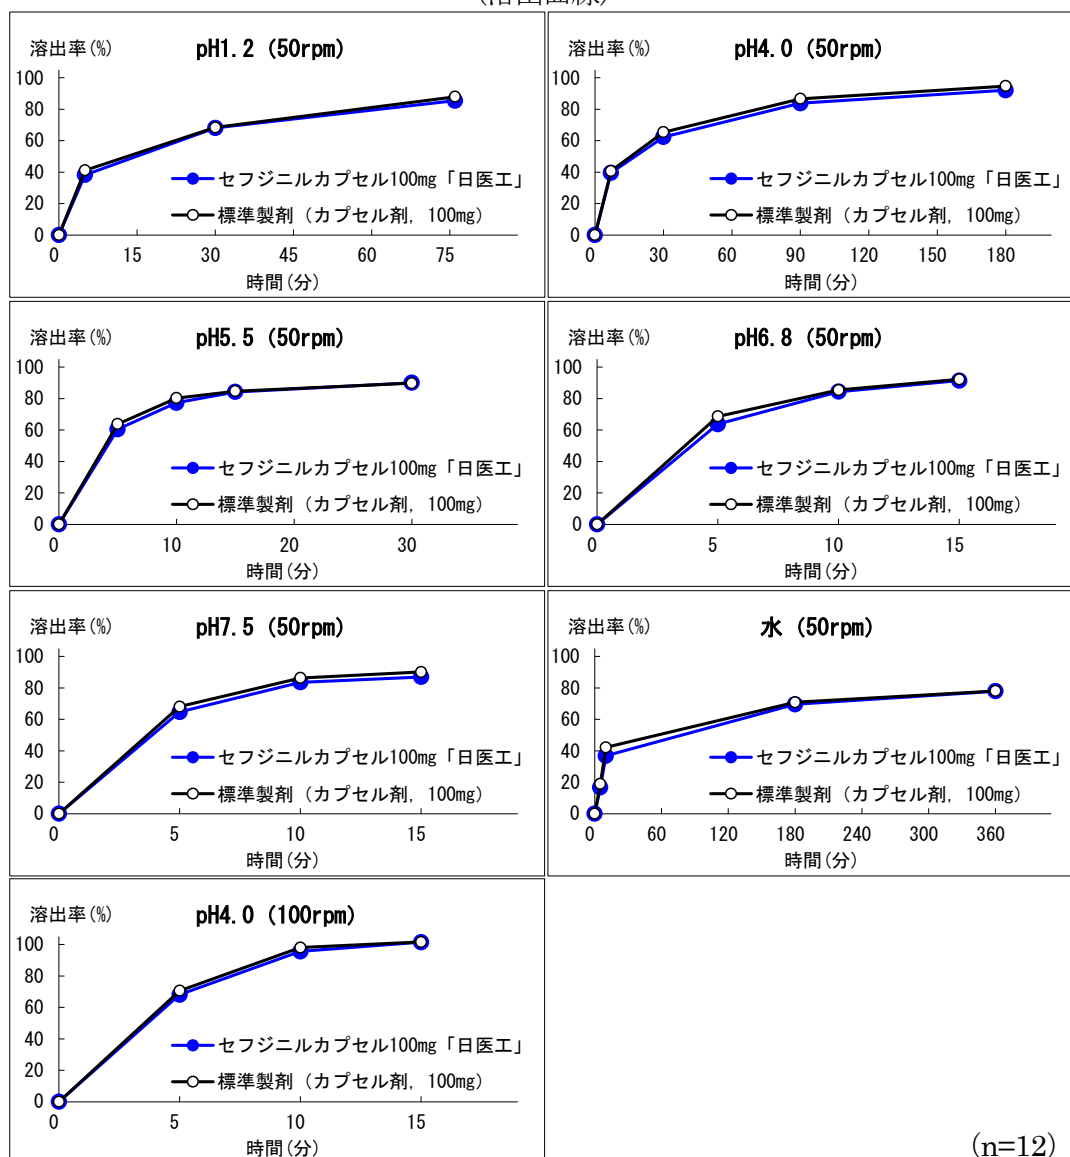 (溶出曲線)
溶出率(%)
pH1.2 (50rpm)
100
80
60
40
20
0
セフジニルカプセル100mg「日医工」
標準製剤 (カプセル剤, 100mg)
0 15 30 45 60 75
時間(分)
溶出率(%)
pH4.0 (50rpm)
100
80
60
40
20
0
セフジニルカプセル100mg「日医工」
標準製剤 (カプセル剤, 100mg)
0 30 60 90 120 150 180
時間(分)
溶出率(%)
pH5.5 (50rpm)
100
80
60
40
20
0
セフジニルカプセル100mg「日医工」
標準製剤 (カプセル剤, 100mg)
0 10 20 30
時間(分)
溶出率(%)
pH6.8 (50rpm)
100
80
60
40
20
0
セフジニルカプセル100mg「日医工」
標準製剤 (カプセル剤, 100mg)
0 5 10 15
時間(分)
溶出率(%)
pH7.5 (50rpm)
100
80
60
40
20
0
セフジニルカプセル100mg「日医工」
標準製剤 (カプセル剤, 100mg)
0 5 10 15
時間(分)
溶出率(%)
水 (50rpm)
100
80
60
40
20
0
セフジニルカプセル100mg「日医工」
標準製剤 (カプセル剤, 100mg)
0 60 120 180 240 300 360
時間(分)
溶出率(%)
pH4.0 (100rpm)
100
80
60
40
20
0
セフジニルカプセル100mg「日医工」
標準製剤 (カプセル剤, 100mg)
0 5 10 15
時間(分)
(n=12)